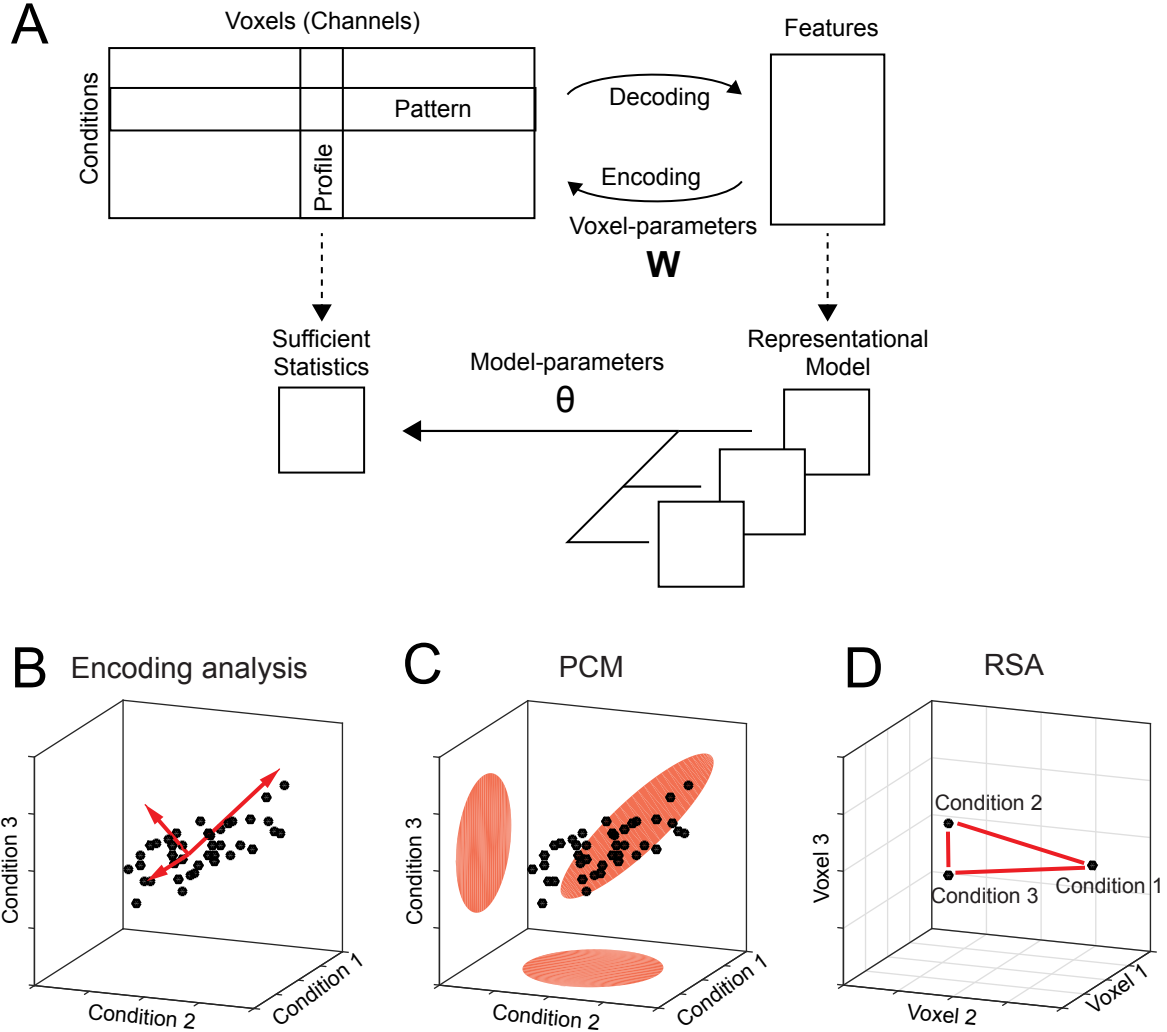 A
Voxels (Channels)
Features
Conditions
Pattern
Profile
Decoding
Encoding
Voxel-parameters
W
Sufficient
Statistics
Model-parameters
θ
Representational
Model
B
Encoding analysis
Condition 3
Condition 2
Condition 1
C
PCM
Condition 3
Condition 2
Condition 1
D
RSA
Condition 2
Condition 3
Condition 1
Voxel 3
Voxel 2
Voxel 1